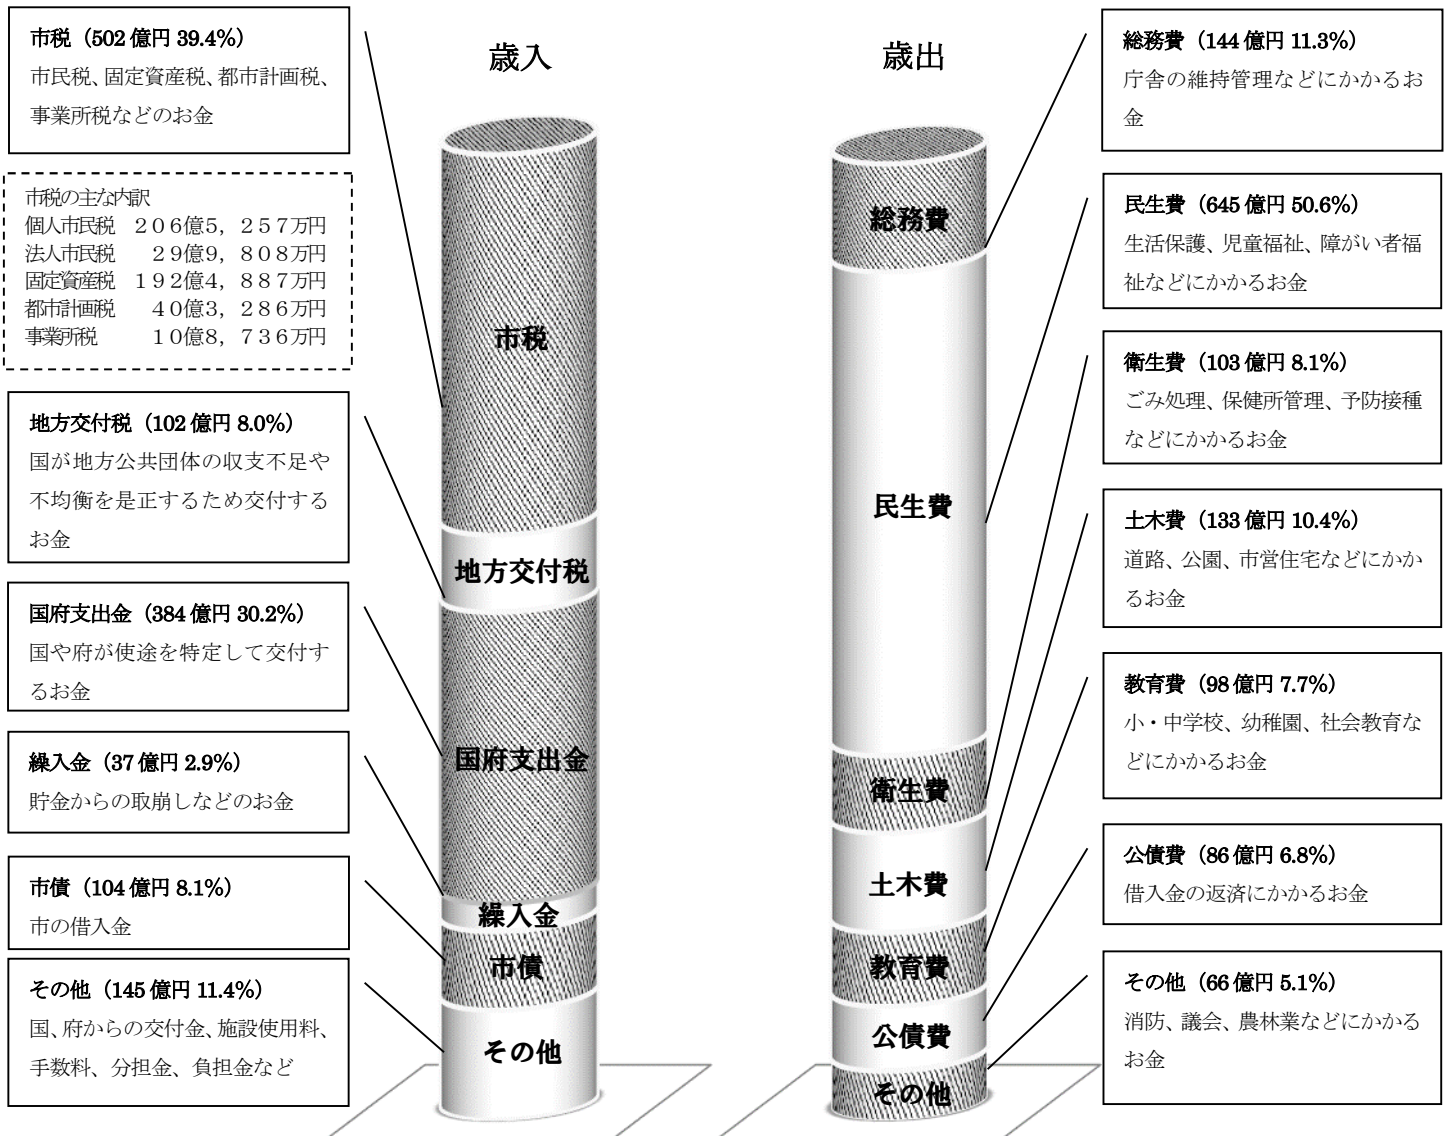 市税（502億円 39.4%）
市民税、固定資産税、都市計画税、
事業所税などのお金
市税の主な内訳
個人市民税　２０６億５，２５７万円
法人市民税　２９億９，８０８万円
固定資産税　１９２億４，８８７万円
都市計画税　４０億３，２８６万円
事業所税　１０億８，７３６万円
地方交付税（102億円 8.0%）
国が地方公共団体の収支不足や
不均衡を是正するため交付する
お金
国府支出金（384億円 30.2%）
国や府が使途を特定して交付す
るお金
繰入金（37億円 2.9%）
貯金からの取崩しなどのお金
市債（104億円 8.1%）
市の借入金
その他（145億円 11.4%）
国、府からの交付金、施設使用料、
手数料、分担金、負担金など
歳入
市税
地方交付税
国府支出金
繰入金
市債
その他
歳出
総務費
民生費
衛生費
土木費
教育費
公債費
その他
総務費（144億円 11.3%）
庁舎の維持管理などにかかるお
金
民生費（645億円 50.6%）
生活保護、児童福祉、障がい者福
祉などにかかるお金
衛生費（103億円 8.1%）
ごみ処理、保健所管理、予防接種
などにかかるお金
土木費（133億円 10.4%）
道路、公園、市営住宅などにかか
るお金
教育費（98億円 7.7%）
小・中学校、幼稚園、社会教育な
どにかかるお金
公債費（86億円 6.8%）
借入金の返済にかかるお金
その他（66億円 5.1%）
消防、議会、農林業などにかかる
お金